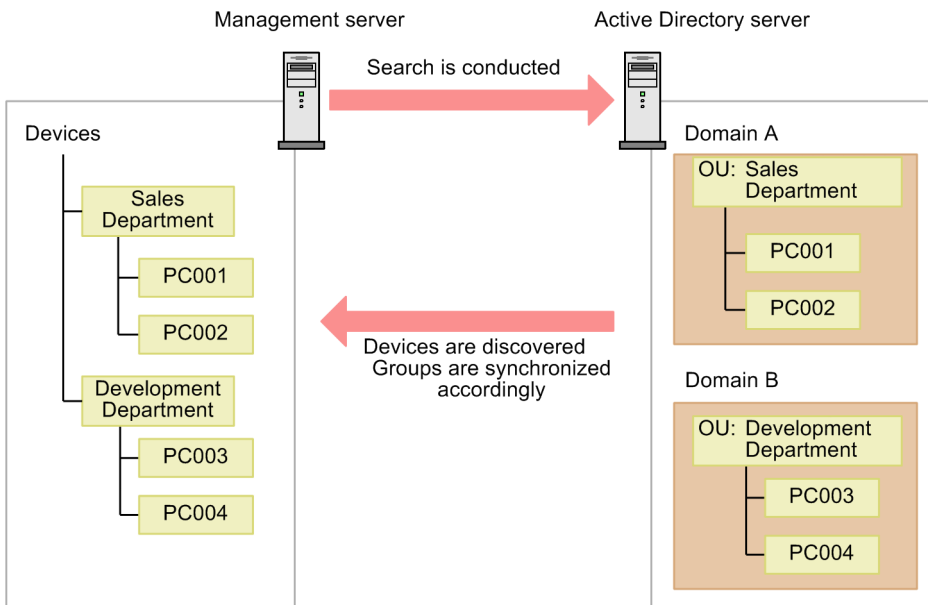 Management server
Active Directory server
Search is conducted
Devices
Sales
Department
PC001
PC002
Development
Department
PC003
PC004
Devices are discovered
Groups are synchronized
accordingly
Domain A
OU: Sales
Department
PC001
PC002
Domain B
OU: Development
Department
PC003
PC004